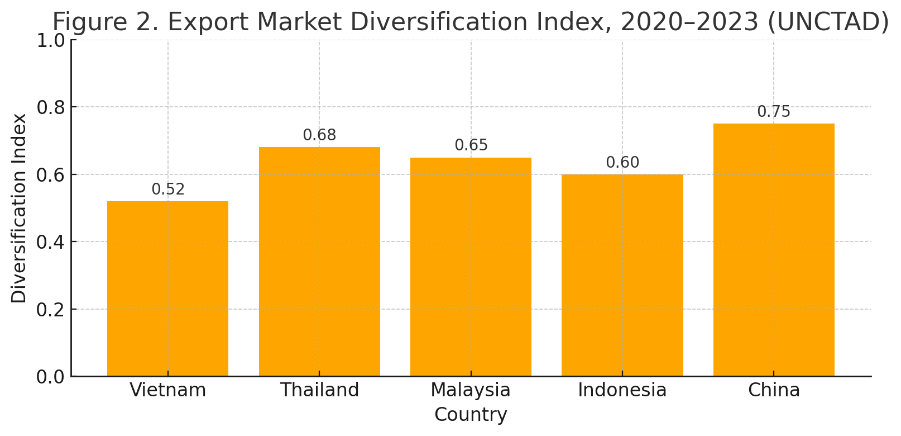 Figure 2. Export Market Diversification Index, 2020–2023 (UNCTAD)
Diversification Index
1.0
0.8
0.6
0.4
0.2
0.0
0.52
0.68
0.65
0.60
0.75
Vietnam
Thailand
Malaysia
Indonesia
China
Country